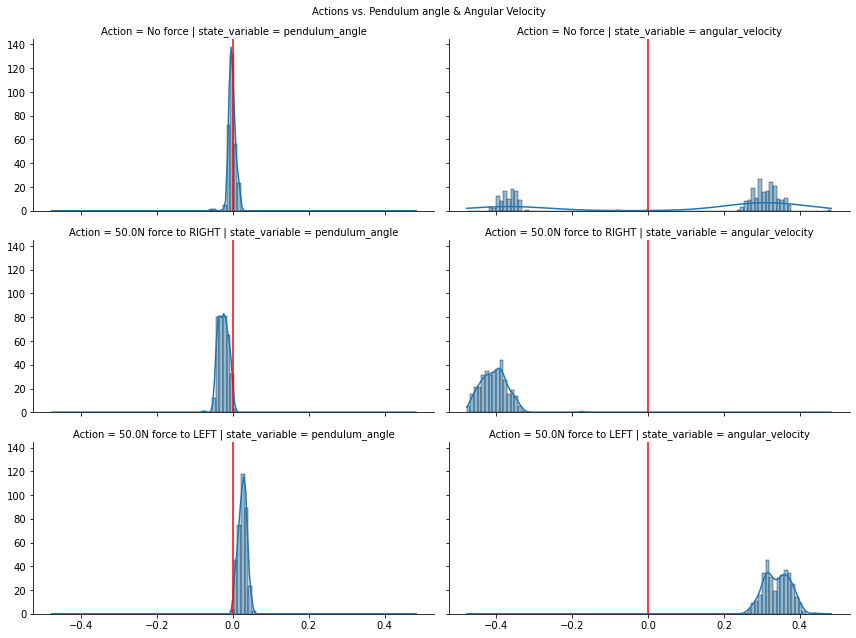 Actions vs. Pendulum angle & Angular Velocity
Action = No force | state_variable = pendulum_angle
Action = No force | state_variable = angular_velocity
140
120
100
80
60
40
20
0
Action = 50.0N force to RIGHT | state_variable = pendulum_angle
Action = 50.0N force to RIGHT | state_variable = angular_velocity
140
120
100
80
60
40
20
0
Action = 50.0N force to LEFT | state_variable = pendulum_angle
Action = 50.0N force to LEFT | state_variable = angular_velocity
140
120
100
80
60
40
20
0
−0.4 −0.2 0.0 0.2 0.4
−0.4 −0.2 0.0 0.2 0.4